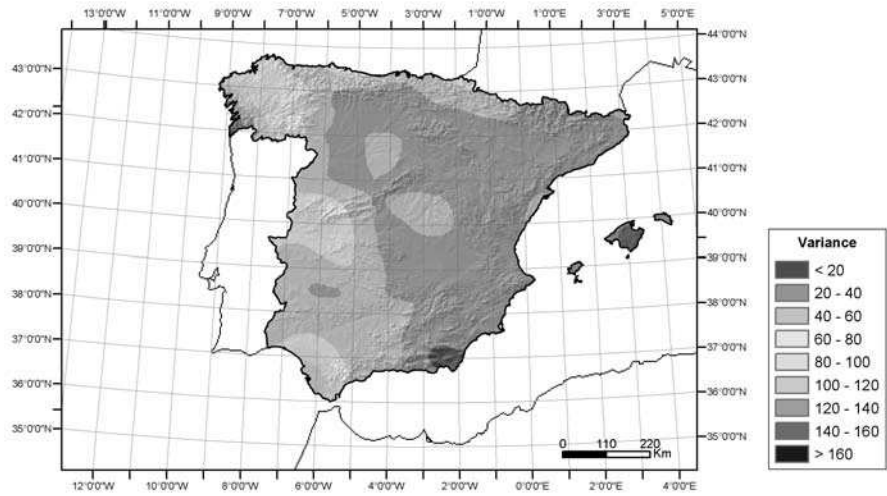 13°0'0"W 11°0'0"W 9°0'0"W 7°0'0"W 5°0'0"W 3°0'0"W 1°0'0"W 1°0'0"E 3°0'0"E 5°0'0"E
44°0'0"N
43°0'0"N 43°0'0"N
42°0'0"N 42°0'0"N
41°0'0"N 41°0'0"N
40°0'0"N 40°0'0"N
39°0'0"N 39°0'0"N
38°0'0"N 38°0'0"N
37°0'0"N 37°0'0"N
36°0'0"N 36°0'0"N
35°0'0"N 35°0'0"N
0 110 220
Km
12°0'0"W 10°0'0"W 8°0'0"W 6°0'0"W 4°0'0"W 2°0'0"W 0°0'0"E 2°0'0"E 4°0'0"E
Variance
< 20
20 - 40
40 - 60
60 - 80
80 - 100
100 - 120
120 - 140
140 - 160
> 160